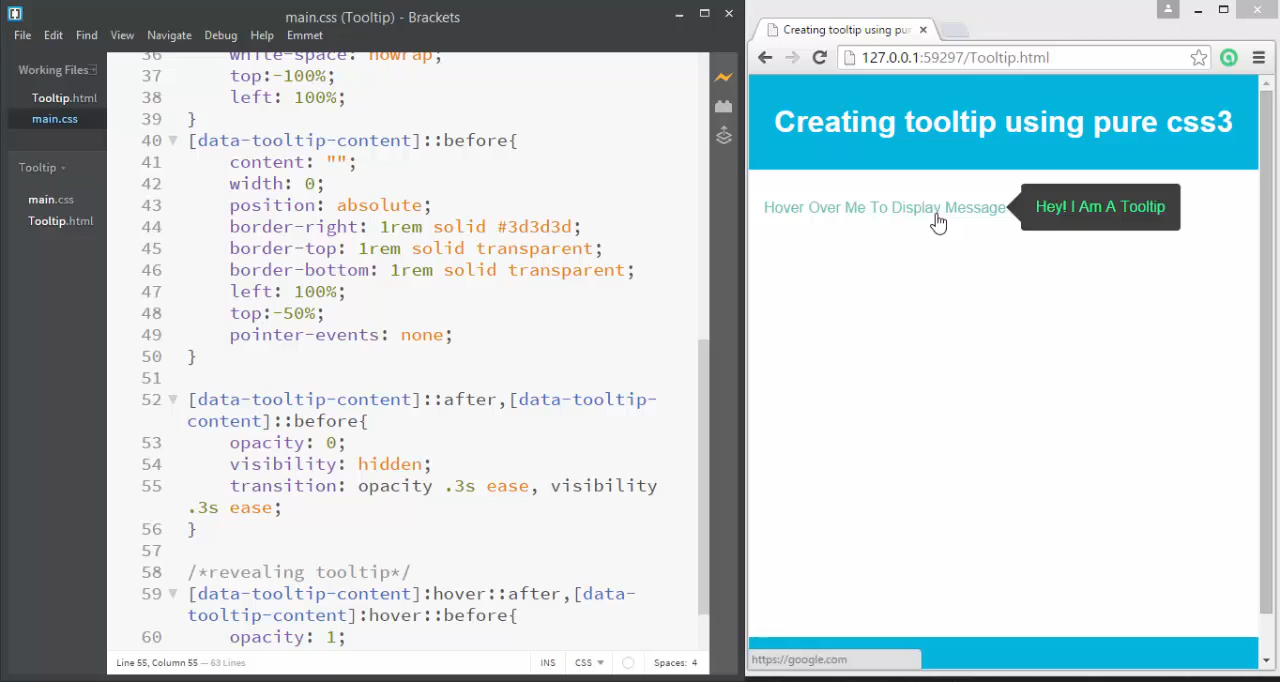 main.css (Tooltip) - Brackets
File Edit Find View Navigate Debug Help Emmet
Working Files
Tooltip.html
main.css
Tooltip
main.css
Tooltip.html
36 white-space: nowrap;
37 top:-100%;
38 left: 100%;
39 }
40 [data-tooltip-content]::before{
41 content: "";
42 width: 0;
43 position: absolute;
44 border-right: 1rem solid #3d3d3d;
45 border-top: 1rem solid transparent;
46 border-bottom: 1rem solid transparent;
47 left: 100%;
48 top:-50%;
49 pointer-events: none;
50 }
51
52 [data-tooltip-content]::after,[data-tooltip-
content]::before{
53 opacity: 0;
54 visibility: hidden;
55 transition: opacity .3s ease, visibility
.3s ease;
56 }
57
58 /*revealing tooltip*/
59 [data-tooltip-content]:hover::after,[data-
tooltip-content]:hover::before{
60 opacity: 1;
Line 55, Column 55 — 63 Lines
INS CSS Spaces: 4
Creating tooltip using pur
127.0.0.1:59297/Tooltip.html
Creating tooltip using pure css3
Hover Over Me To Display Message
Hey! I Am A Tooltip
https://google.com